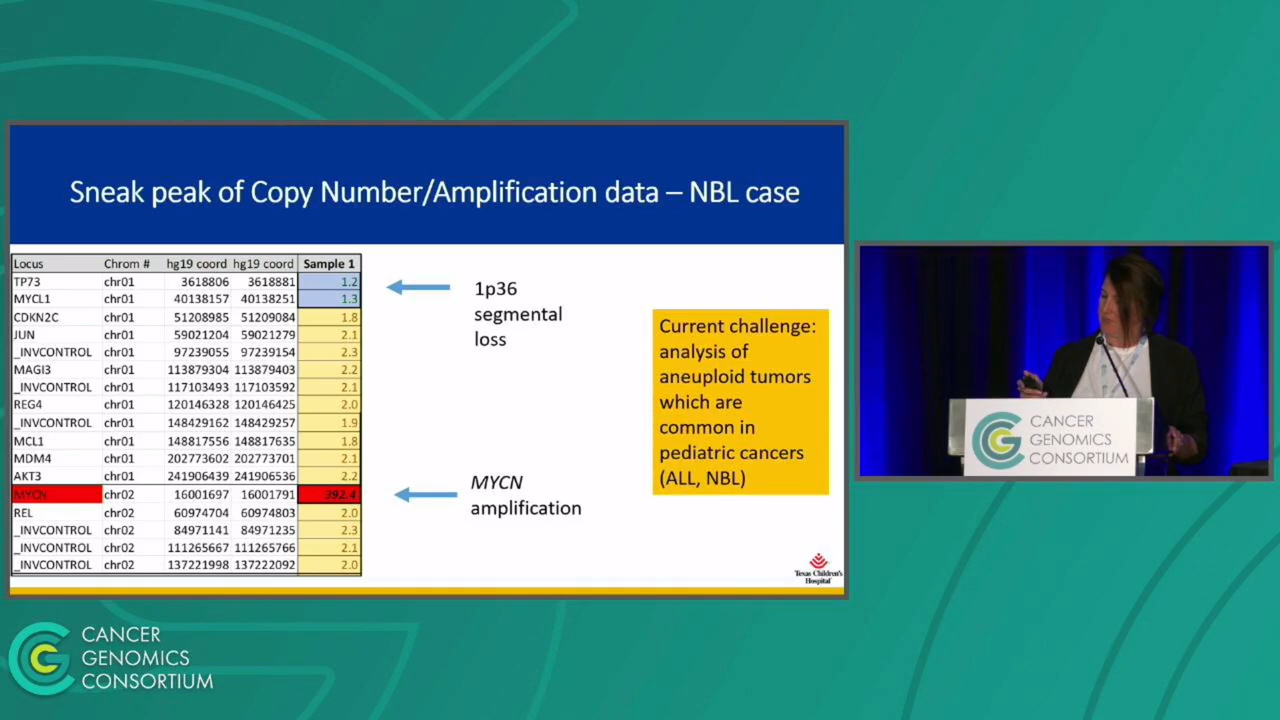 Sneak peak of Copy Number/Amplification data – NBL case
Locus Chrom # hg19 coord hg19 coord Sample 1
TP73 chr01 3618806 3618881 1.2
MYCL1 chr01 40138157 40138251 1.3
CDKN2C chr01 51208985 51209084 1.8
JUN chr01 59021204 59021279 2.1
_INVCONTROL chr01 97239055 97239154 2.3
MAGI3 chr01 113879304 113879403 2.2
_INVCONTROL chr01 117103493 117103592 2.1
REG4 chr01 120146328 120146425 2.0
_INVCONTROL chr01 148429162 148429257 1.9
MCL1 chr01 148817556 148817635 1.8
MDM4 chr01 202773602 202773701 2.1
AKT3 chr01 241906439 241906536 2.2
MYCN chr02 16001697 16001791 392.4
REL chr02 60974704 60974803 2.0
_INVCONTROL chr02 84971141 84971235 2.3
_INVCONTROL chr02 111265667 111265766 2.1
_INVCONTROL chr02 137221998 137222092 2.0
1p36
segmental
loss
MYCN
amplification
Current challenge:
analysis of
aneuploid tumors
which are
common in
pediatric cancers
(ALL, NBL)
Texas Children's
Hospital
CANCER
GENOMICS
CONSORTIUM
CANCER
GENOMICS
CONSORTIUM